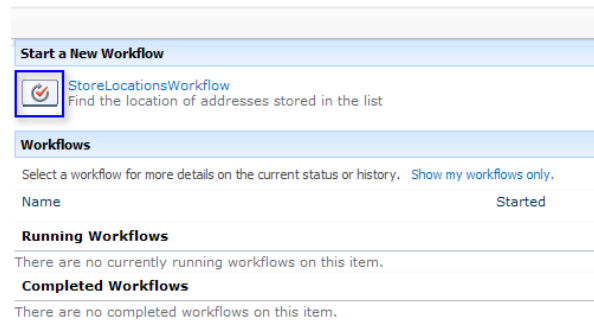 Start a New Workflow
StoreLocationsWorkflow
Find the location of addresses stored in the list
Workflows
Select a workflow for more details on the current status or history. Show my workflows only.
Name Started
Running Workflows
There are no currently running workflows on this item.
Completed Workflows
There are no completed workflows on this item.